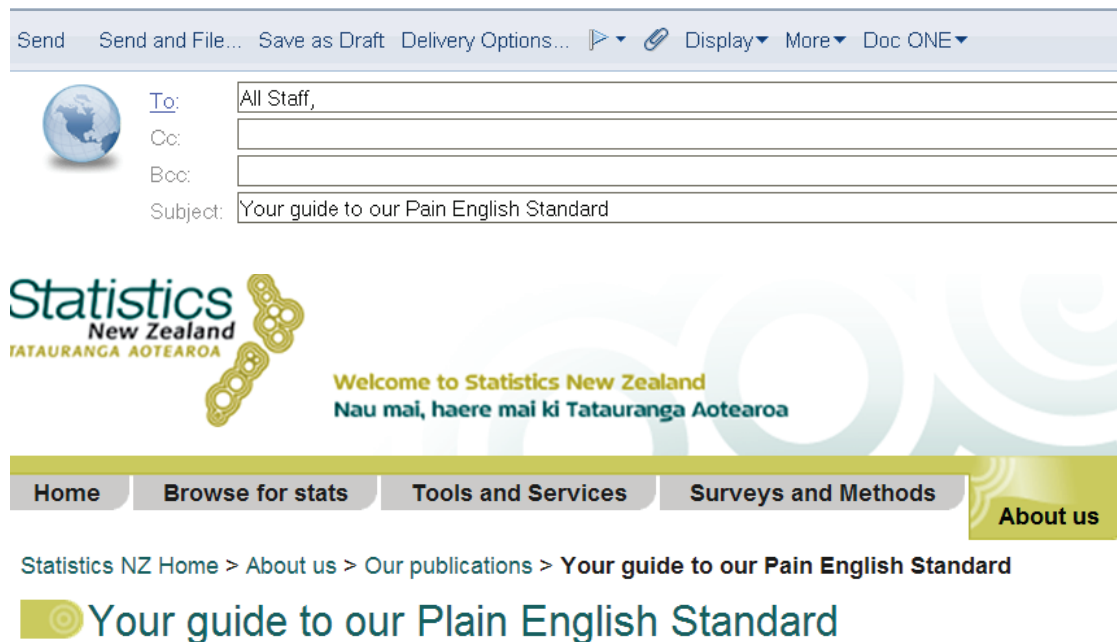 Send Send and File... Save as Draft Delivery Options... Display More Doc ONE
To: All Staff,
Cc:
Bcc:
Subject: Your guide to our Pain English Standard
Statistics
New Zealand
TATAURANGA AOTEAROA
Welcome to Statistics New Zealand
Nau mai, haere mai ki Tatauranga Aotearoa
Home Browse for stats Tools and Services Surveys and Methods About us
Statistics NZ Home > About us > Our publications > Your guide to our Pain English Standard
Your guide to our Plain English Standard